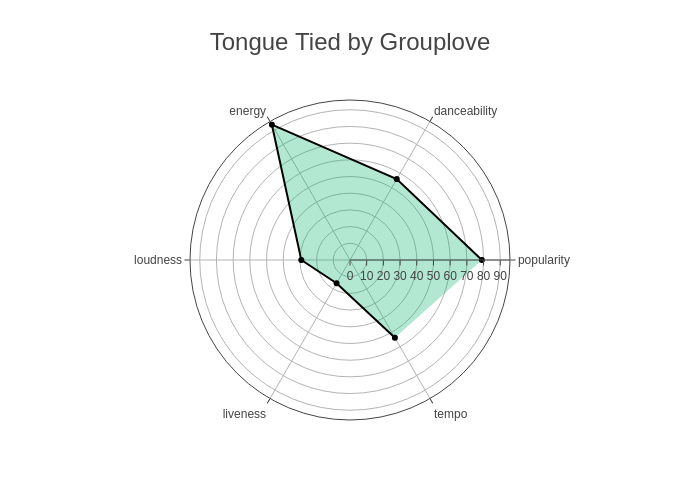 Tongue Tied by Grouplove
energy
danceability
loudness
popularity
0 10 20 30 40 50 60 70 80 90
liveness
tempo